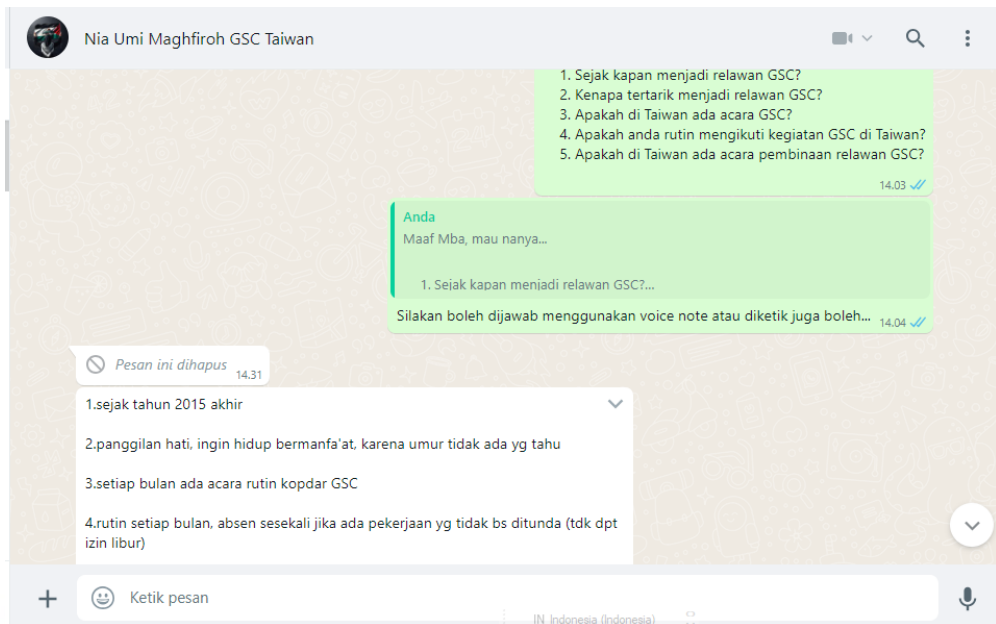 Nia Umi Maghfiroh GSC Taiwan
1. Sejak kapan menjadi relawan GSC?
2. Kenapa tertarik menjadi relawan GSC?
3. Apakah di Taiwan ada acara GSC?
4. Apakah anda rutin mengikuti kegiatan GSC di Taiwan?
5. Apakah di Taiwan ada acara pembinaan relawan GSC?
14.03
Anda
Maaf Mba, mau nanya...
1. Sejak kapan menjadi relawan GSC?...
Silakan boleh dijawab menggunakan voice note atau diketik juga boleh...
14.04
Pesan ini dihapus
14.31
1.sejak tahun 2015 akhir
2.panggilan hati, ingin hidup bermanfa'at, karena umur tidak ada yg tahu
3.setiap bulan ada acara rutin kopdar GSC
4.rutin setiap bulan, absen sesekali jika ada pekerjaan yg tidak bs ditunda (tdk dpt
izin libur)
Ketik pesan
IN Indonesia (Indonesia)